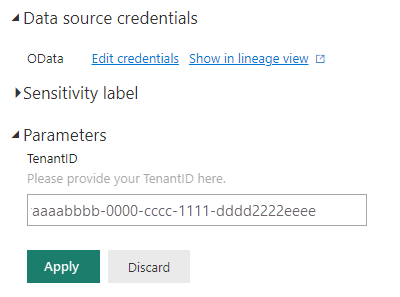 Data source credentials
OData Edit credentials Show in lineage view
Sensitivity label
Parameters
TenantID
Please provide your TenantID here.
aaaabbbb-0000-cccc-1111-dddd2222eeee
Apply Discard